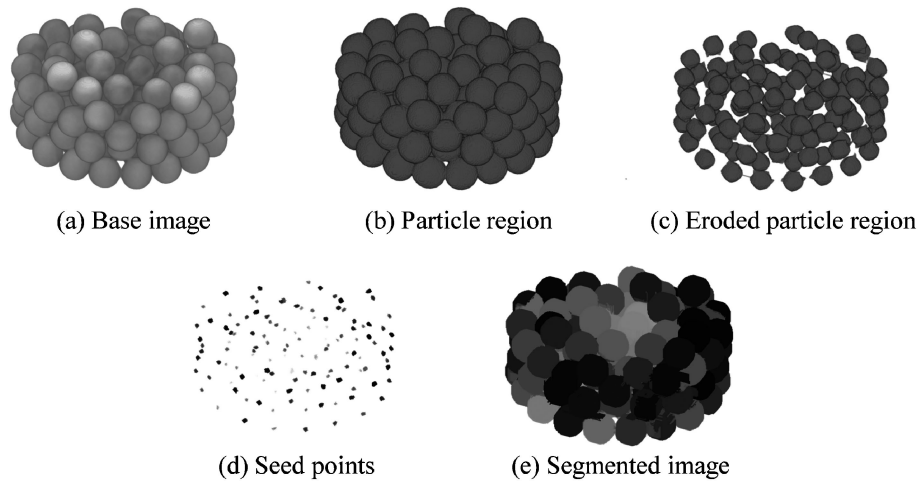 (a) Base image
(b) Particle region
(c) Eroded particle region
(d) Seed points
(e) Segmented image